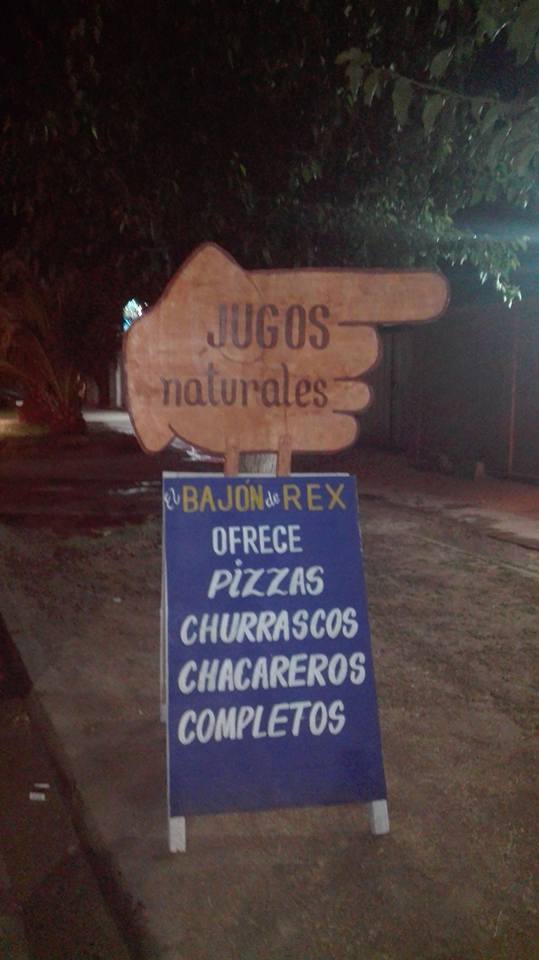 JUGOS
naturales
el BAJÓN de REX
OFRECE
PIZZAS
CHURRASCOS
CHACAREROS
COMPLETOS